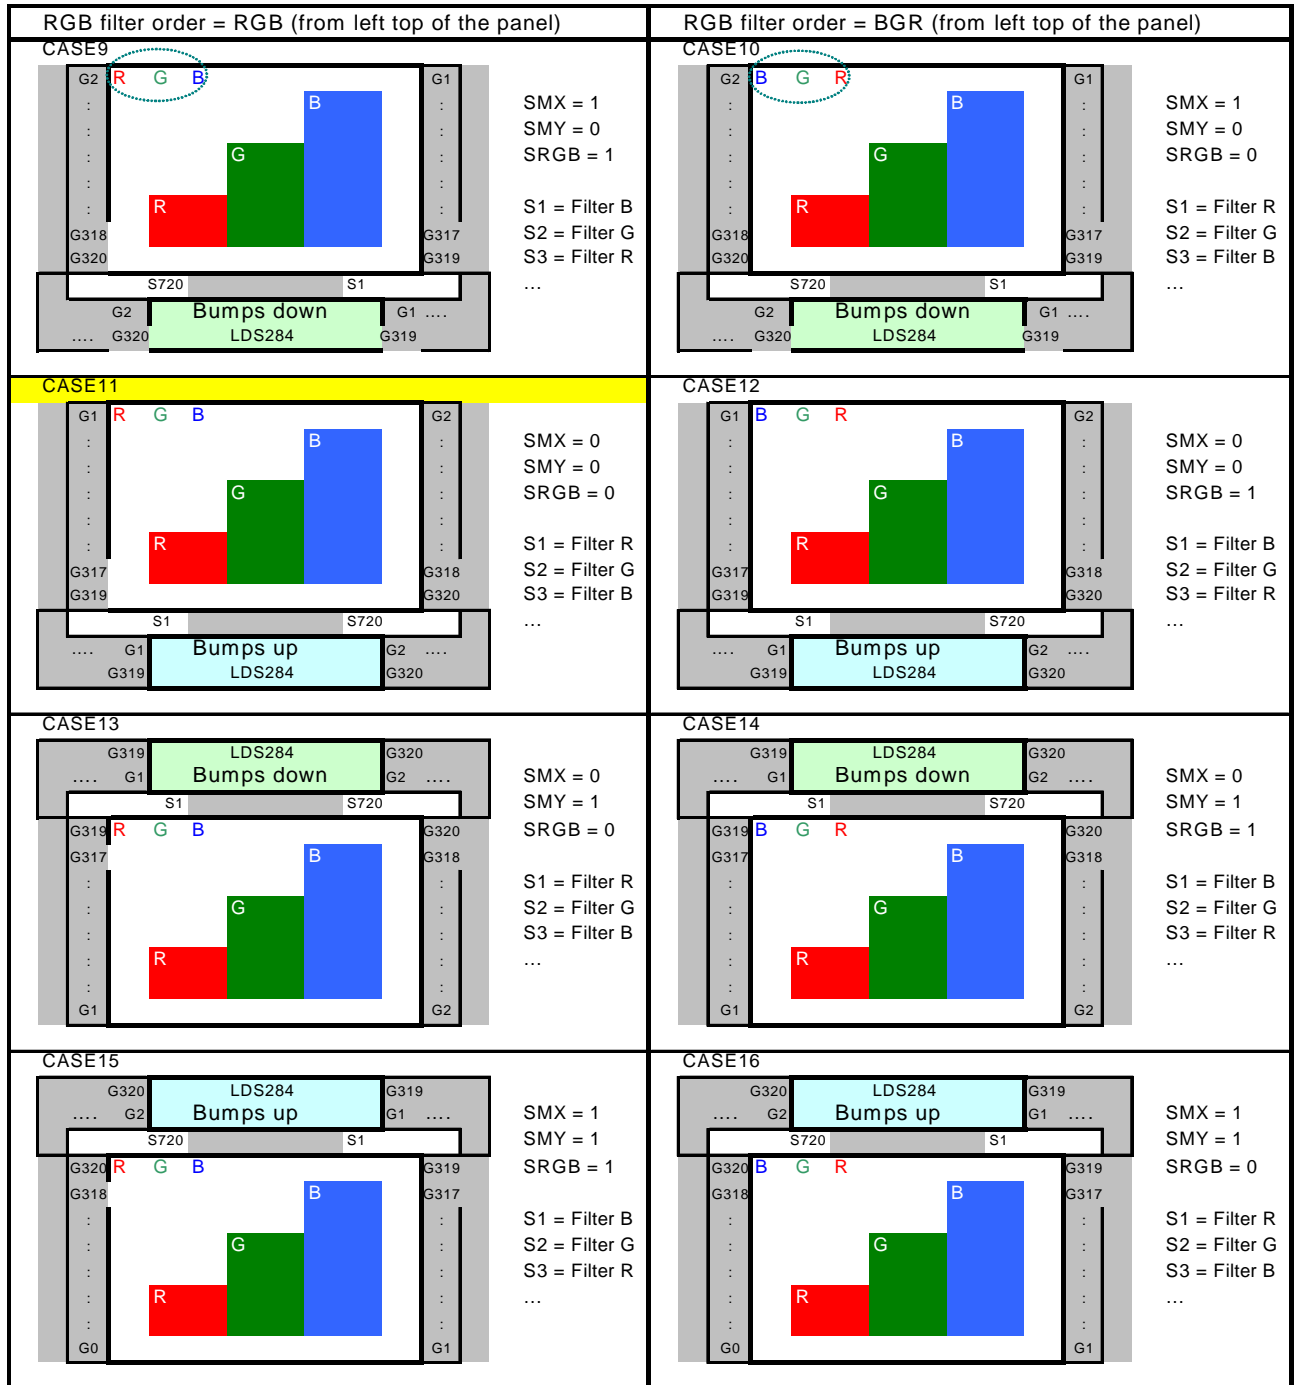 RGB filter order = RGB (from left top of the panel)
RGB filter order = BGR (from left top of the panel)
CASE9
G2 R G B G1
: :
: :
: :
: :
: :
G318 G317
G320 G319
B
G
R
S720 S1
G2 Bumps down G1 ....
.... G320 LDS284 G319
SMX = 1
SMY = 0
SRGB = 1
S1 = Filter B
S2 = Filter G
S3 = Filter R
...
CASE10
G2 B G R G1
: :
: :
: :
: :
: :
G318 G317
G320 G319
B
G
R
S720 S1
G2 Bumps down G1 ....
.... G320 LDS284 G319
SMX = 1
SMY = 0
SRGB = 0
S1 = Filter R
S2 = Filter G
S3 = Filter B
...
CASE11
G1 R G B G2
: :
: :
: :
: :
: :
G317 G318
G319 G320
B
G
R
S1 S720
.... G1 Bumps up G2 ....
G319 LDS284 G320
SMX = 0
SMY = 0
SRGB = 0
S1 = Filter R
S2 = Filter G
S3 = Filter B
...
CASE12
G1 B G R G2
: :
: :
: :
: :
: :
G317 G318
G319 G320
B
G
R
S1 S720
.... G1 Bumps up G2 ....
G319 LDS284 G320
SMX = 0
SMY = 0
SRGB = 1
S1 = Filter B
S2 = Filter G
S3 = Filter R
...
CASE13
G319 LDS284 G320
.... G1 Bumps down G2 ....
S1 S720
G319 R G B G320
G317 G318
: :
: :
: :
: :
: :
G1 G2
B
G
R
SMX = 0
SMY = 1
SRGB = 0
S1 = Filter R
S2 = Filter G
S3 = Filter B
...
CASE14
G319 LDS284 G320
.... G1 Bumps down G2 ....
S1 S720
G319 B G R G320
G317 G318
: :
: :
: :
: :
: :
G1 G2
B
G
R
SMX = 0
SMY = 1
SRGB = 1
S1 = Filter B
S2 = Filter G
S3 = Filter R
...
CASE15
G320 LDS284 G319
.... G2 Bumps up G1 ....
S720 S1
G320 R G B G319
G318 G317
: :
: :
: :
: :
: :
G0 G1
B
G
R
SMX = 1
SMY = 1
SRGB = 1
S1 = Filter B
S2 = Filter G
S3 = Filter R
...
CASE16
G320 LDS284 G319
.... G2 Bumps up G1 ....
S720 S1
G320 B G R G319
G318 G317
: :
: :
: :
: :
: :
G0 G1
B
G
R
SMX = 1
SMY = 1
SRGB = 0
S1 = Filter R
S2 = Filter G
S3 = Filter B
...